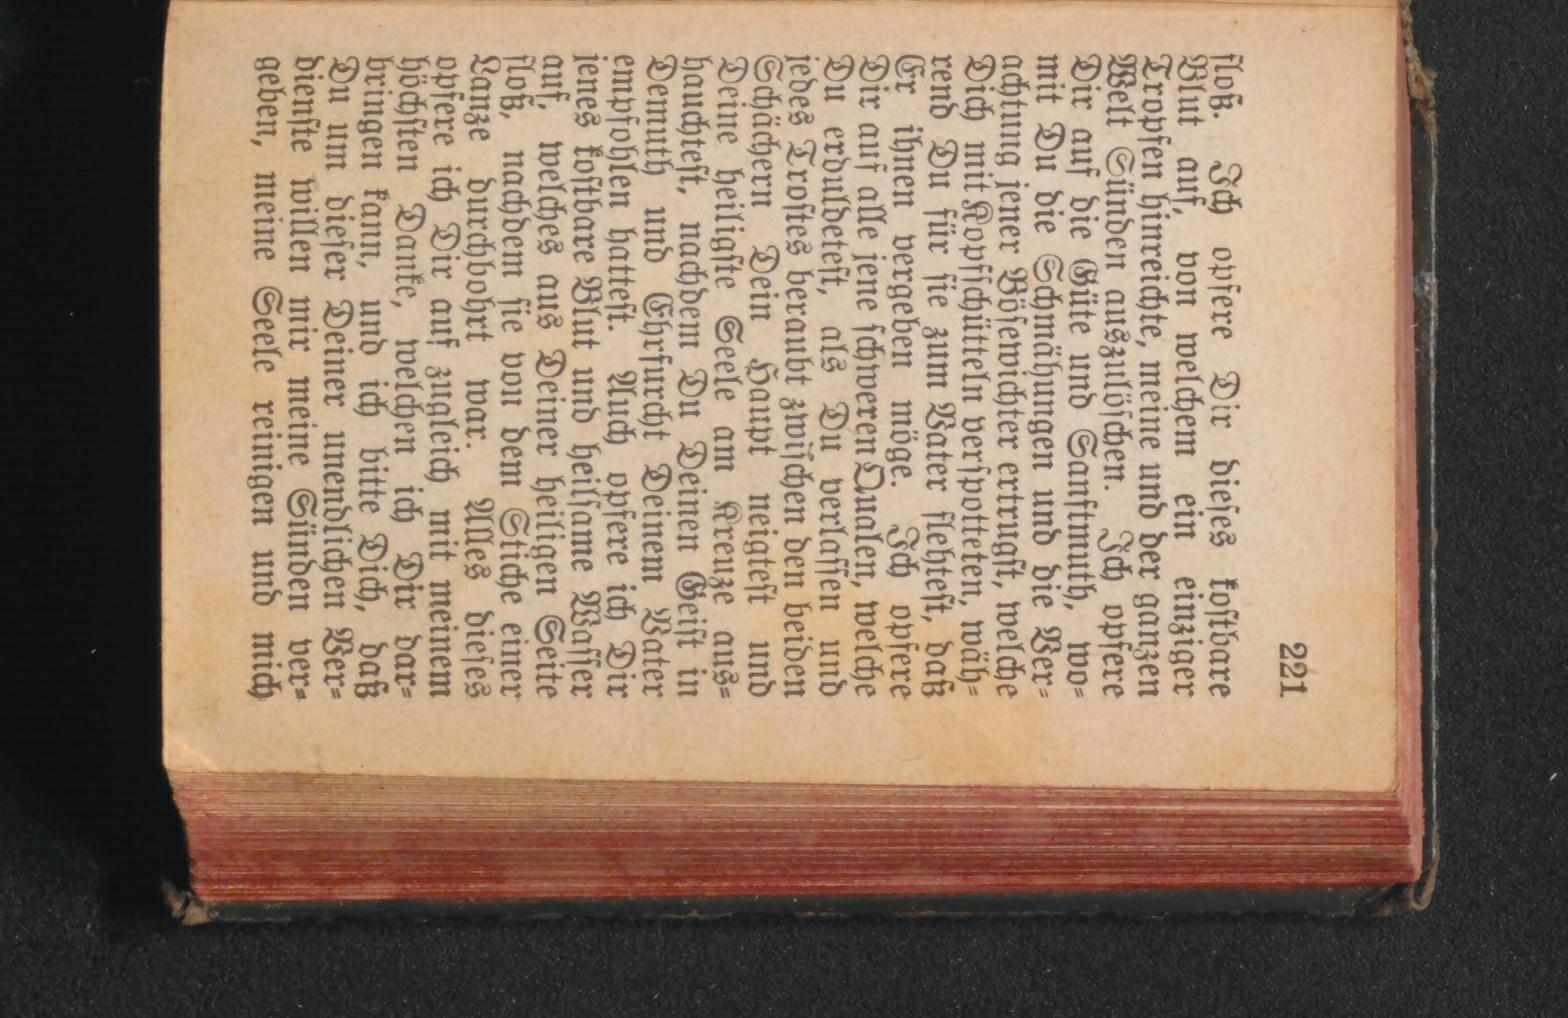 221
floß. Ich opfere Dir dieses kostbare
Blut auf, von welchem ein einziger
Tropfen hinreichte, meine und der ganzen
Welt Sünden auszulöschen. Ich opfere
Dir auf die Güte und Sanftmuth, wo=
mit Du die Schmähungen und die Ver=
achtung jener Bösewichter ertrugst, welche
Dich mit Kopfschütteln verspotteten, wäh=
rend Du für sie zum Vater flehtest, daß
Er ihnen vergeben möge. Ich opfere
Dir auf alle jene schweren Qualen, welche
Du erduldetest, als Du verlassen und
jedes Trostes beraubt zwischen den beiden
Schächern Dein Haupt neigtest und
Deine heiligste Seele am Kreuze aus=
hauchtest, nachdem Du Deinen Geist in
Demuth und Ehrfurcht Deinem Vater
empfohlen hattest. Auch opfere ich Dir
jenes kostbare Blut und heilsame Wasser
auf, welches aus Deiner heiligen Seite
floß, nachdem sie von dem Stiche einer
Lanze durchbohrt war. Alles dieses
opfere ich Dir auf zugleich mit meinem
höchsten Danke, welchen ich Dir dar=
bringen kann, und ich bitte Dich, daß
Du um dieser Deiner unendlichen Ver=
dienste willen mir meine Sünden ver=
geben, meine Seele reinigen und mich,